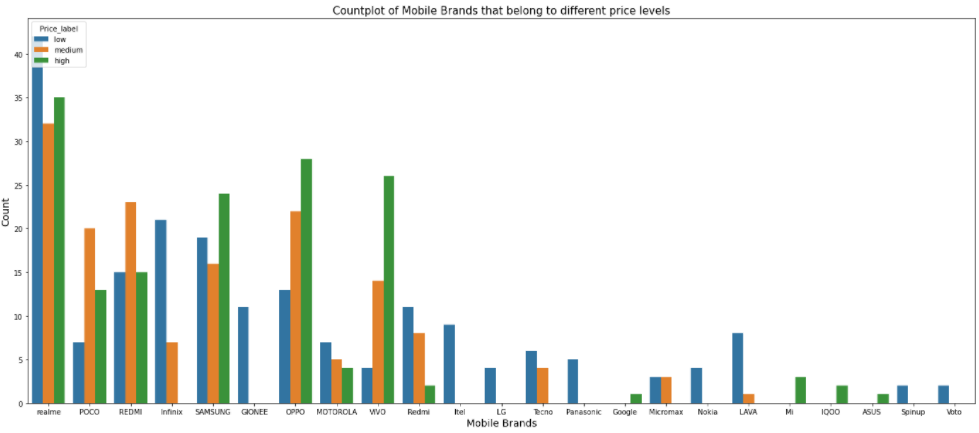 Countplot of Mobile Brands that belong to different price levels
Price_label
low
medium
high
40
35
30
25
20
15
10
5
0
Count
realme POCO REDMI Infinix SAMSUNG GIONEE OPPO MOTOROLA VIVO Redmi Itel LG Tecno Panasonic Google Micromax Nokia LAVA Mi IQOO ASUS Spinup Voto
Mobile Brands